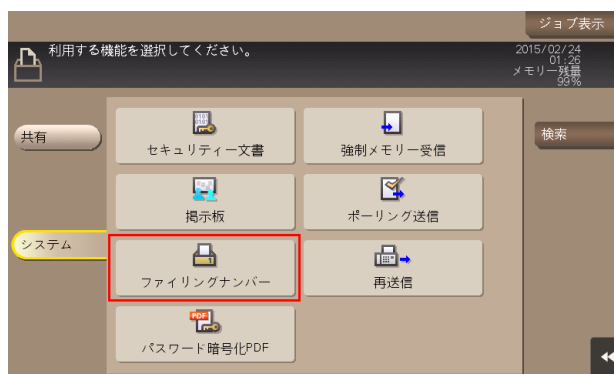 ジョブ表示
利用する機能を選択してください。
2015/02/24
01:26
メモリー残量
99%
共有
セキュリティー文書
強制メモリー受信
検索
掲示板
ポーリング送信
システム
ファイリングナンバー
再送信
PDF
パスワード暗号化PDF